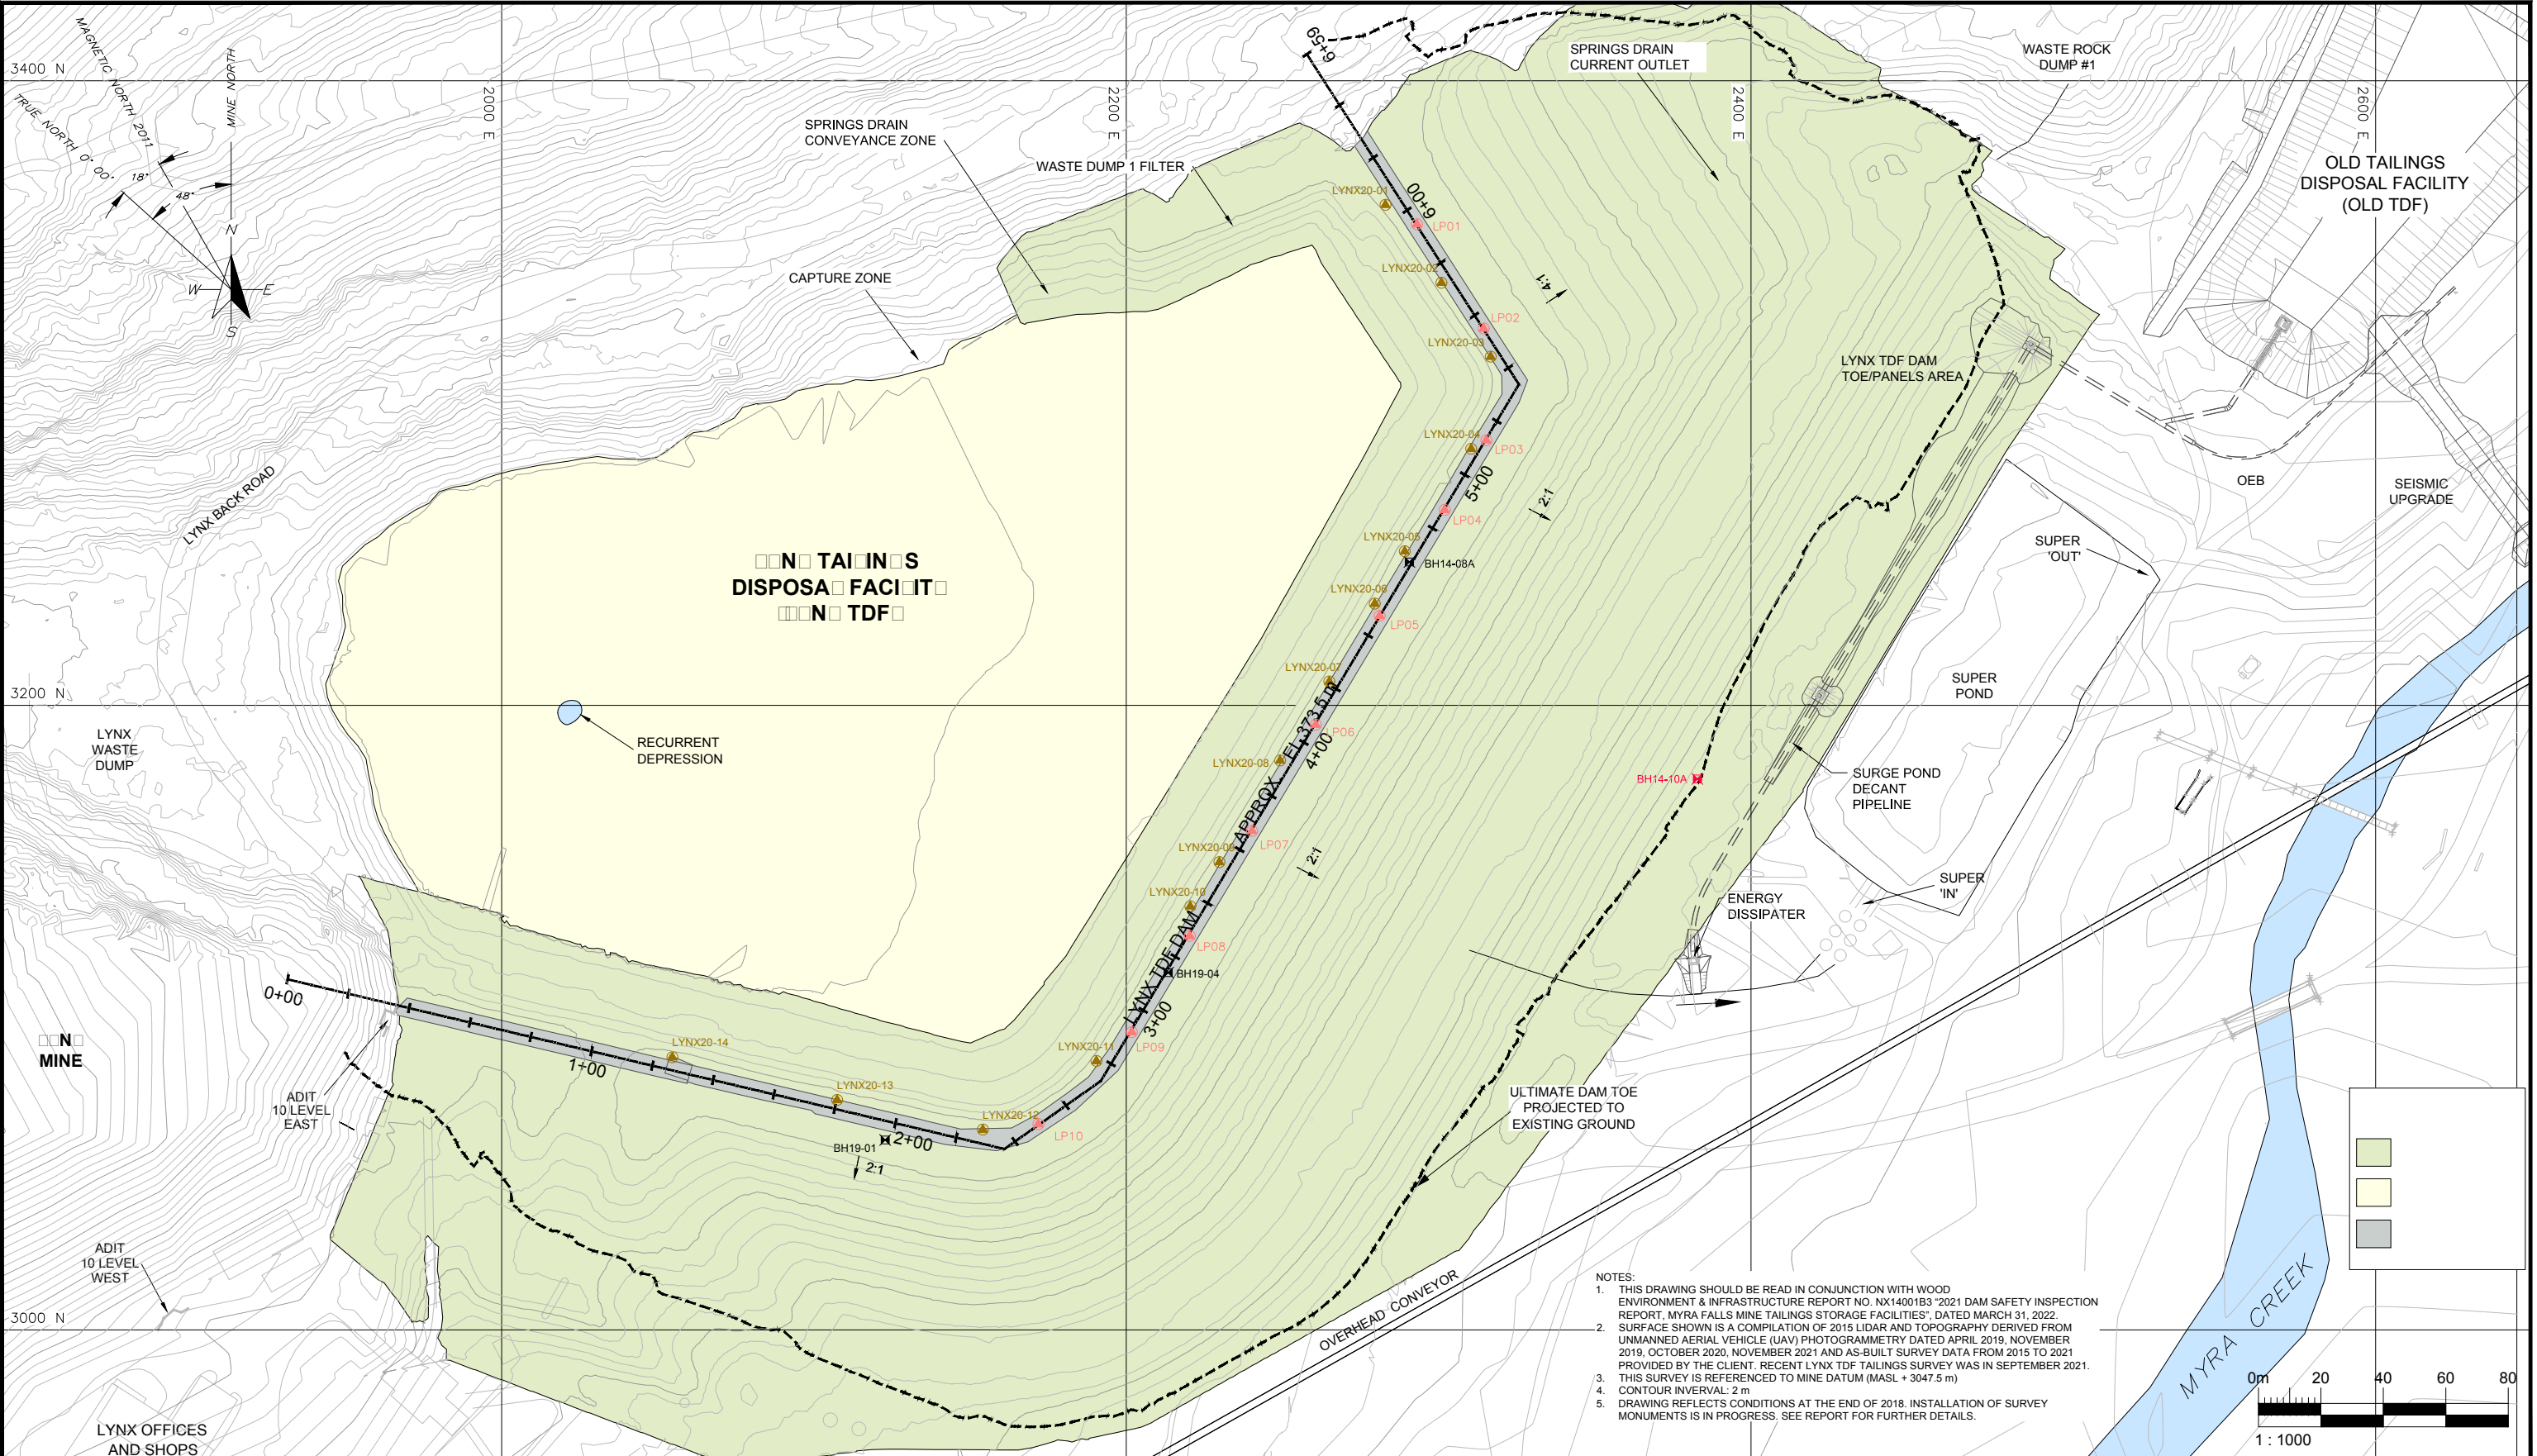 MAGNETIC NORTH 2011
TRUE NORTH 0° 00'
MINE NORTH
18°
48°
N
W
E
S
3400 N
3200 N
3000 N
2000 E
2200 E
2400 E
2600 E
6+59
SPRINGS DRAIN
CURRENT OUTLET
WASTE ROCK
DUMP #1
SPRINGS DRAIN
CONVEYANCE ZONE
WASTE DUMP 1 FILTER
OLD TAILINGS
DISPOSAL FACILITY
(OLD TDF)
CAPTURE ZONE
LYNX20-01
6+00
LP01
LYNX20-02
4:1
LP02
LYNX20-03
LYNX TDF DAM
TOE/PANELS AREA
LYNX20-04
LP03
5+00
LP04
2:1
OEB
SEISMIC
UPGRADE
LYNX BACK ROAD
N TAI IN S
DISPOSA FACI IT
N TDF
LYNX20-05
BH14-08A
SUPER
'OUT'
LYNX20-06
LP05
LYNX20-07
SUPER
POND
LYNX
WASTE
DUMP
RECURRENT
DEPRESSION
LYNX TDF DAM APPROX. EL 373.5 m
LP06
4+00
LYNX20-08
BH14-10A
SURGE POND
DECANT
PIPELINE
LP07
LYNX20-09
2:1
SUPER
'IN'
LYNX20-10
ENERGY
DISSIPATER
LP08
BH19-04
0+00
3+00
LP09
N
MINE
LYNX20-14
1+00
LYNX20-11
LYNX20-13
LYNX20-12
LP10
ADIT
10 LEVEL
EAST
BH19-01
2+00
2:1
ULTIMATE DAM TOE
PROJECTED TO
EXISTING GROUND
ADIT
10 LEVEL
WEST
OVERHEAD CONVEYOR
MYRA CREEK
LYNX OFFICES
AND SHOPS
NOTES:
1. THIS DRAWING SHOULD BE READ IN CONJUNCTION WITH WOOD
ENVIRONMENT & INFRASTRUCTURE REPORT NO. NX14001B3 "2021 DAM SAFETY INSPECTION
REPORT, MYRA FALLS MINE TAILINGS STORAGE FACILITIES", DATED MARCH 31, 2022.
2. SURFACE SHOWN IS A COMPILATION OF 2015 LIDAR AND TOPOGRAPHY DERIVED FROM
UNMANNED AERIAL VEHICLE (UAV) PHOTOGRAMMETRY DATED APRIL 2019, NOVEMBER
2019, OCTOBER 2020, NOVEMBER 2021 AND AS-BUILT SURVEY DATA FROM 2015 TO 2021
PROVIDED BY THE CLIENT. RECENT LYNX TDF TAILINGS SURVEY WAS IN SEPTEMBER 2021.
3. THIS SURVEY IS REFERENCED TO MINE DATUM (MASL + 3047.5 m)
4. CONTOUR INVERVAL: 2 m
5. DRAWING REFLECTS CONDITIONS AT THE END OF 2018. INSTALLATION OF SURVEY
MONUMENTS IS IN PROGRESS. SEE REPORT FOR FURTHER DETAILS.
0m 20 40 60 80
1 : 1000